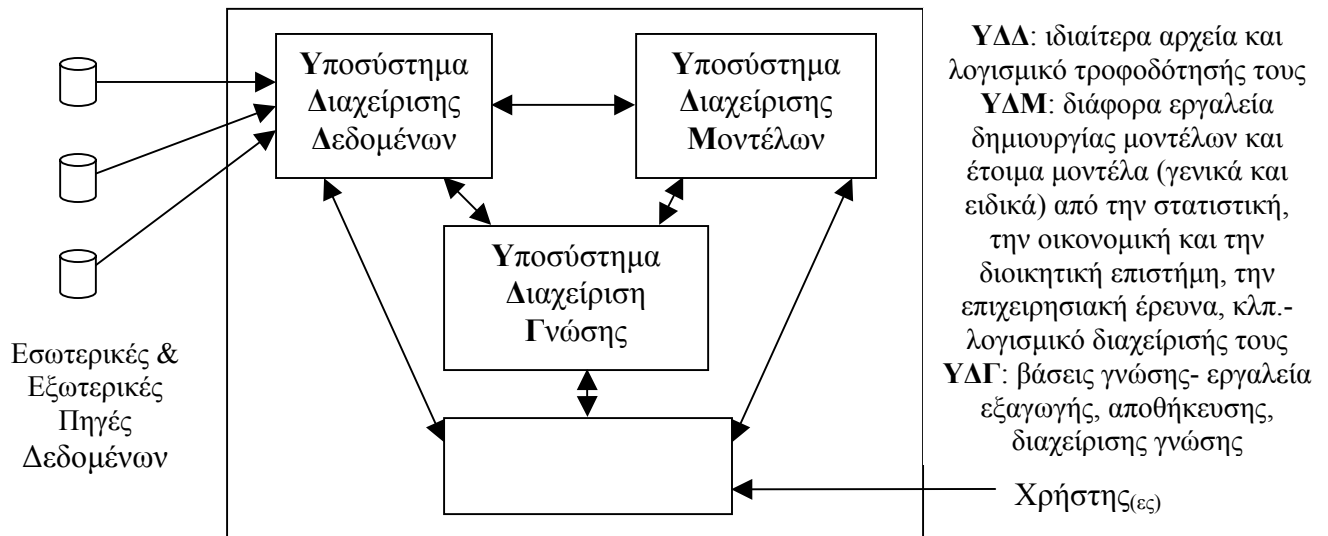 Υποσύστημα
Διαχείρισης
Δεδομένων
Υποσύστημα
Διαχείρισης
Μοντέλων
Υποσύστημα
Διαχείριση
Γνώσης
Εσωτερικές &
Εξωτερικές
Πηγές
Δεδομένων
ΥΔΔ: ιδιαίτερα αρχεία και
λογισμικό τροφοδότησής τους
ΥΔΜ: διάφορα εργαλεία
δημιουργίας μοντέλων και
έτοιμα μοντέλα (γενικά και
ειδικά) από την στατιστική,
την οικονομική και την
διοικητική επιστήμη, την
επιχειρησιακή έρευνα, κλπ.-
λογισμικό διαχείρισής τους
ΥΔΓ: βάσεις γνώσης- εργαλεία
εξαγωγής, αποθήκευσης,
διαχείρισης γνώσης
Χρήστης(ες)